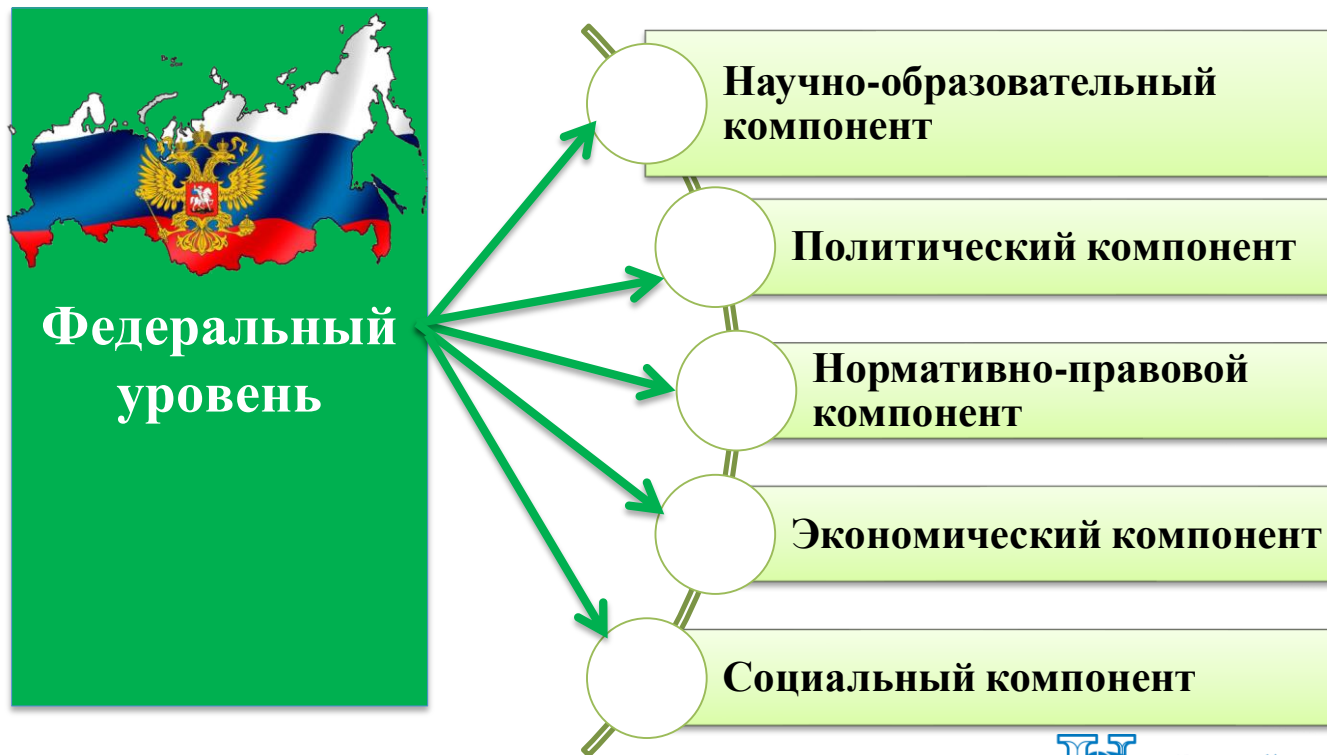 Федеральный
уровень
Научно-образовательный
компонент
Политический компонент
Нормативно-правовой
компонент
Экономический компонент
Социальный компонент